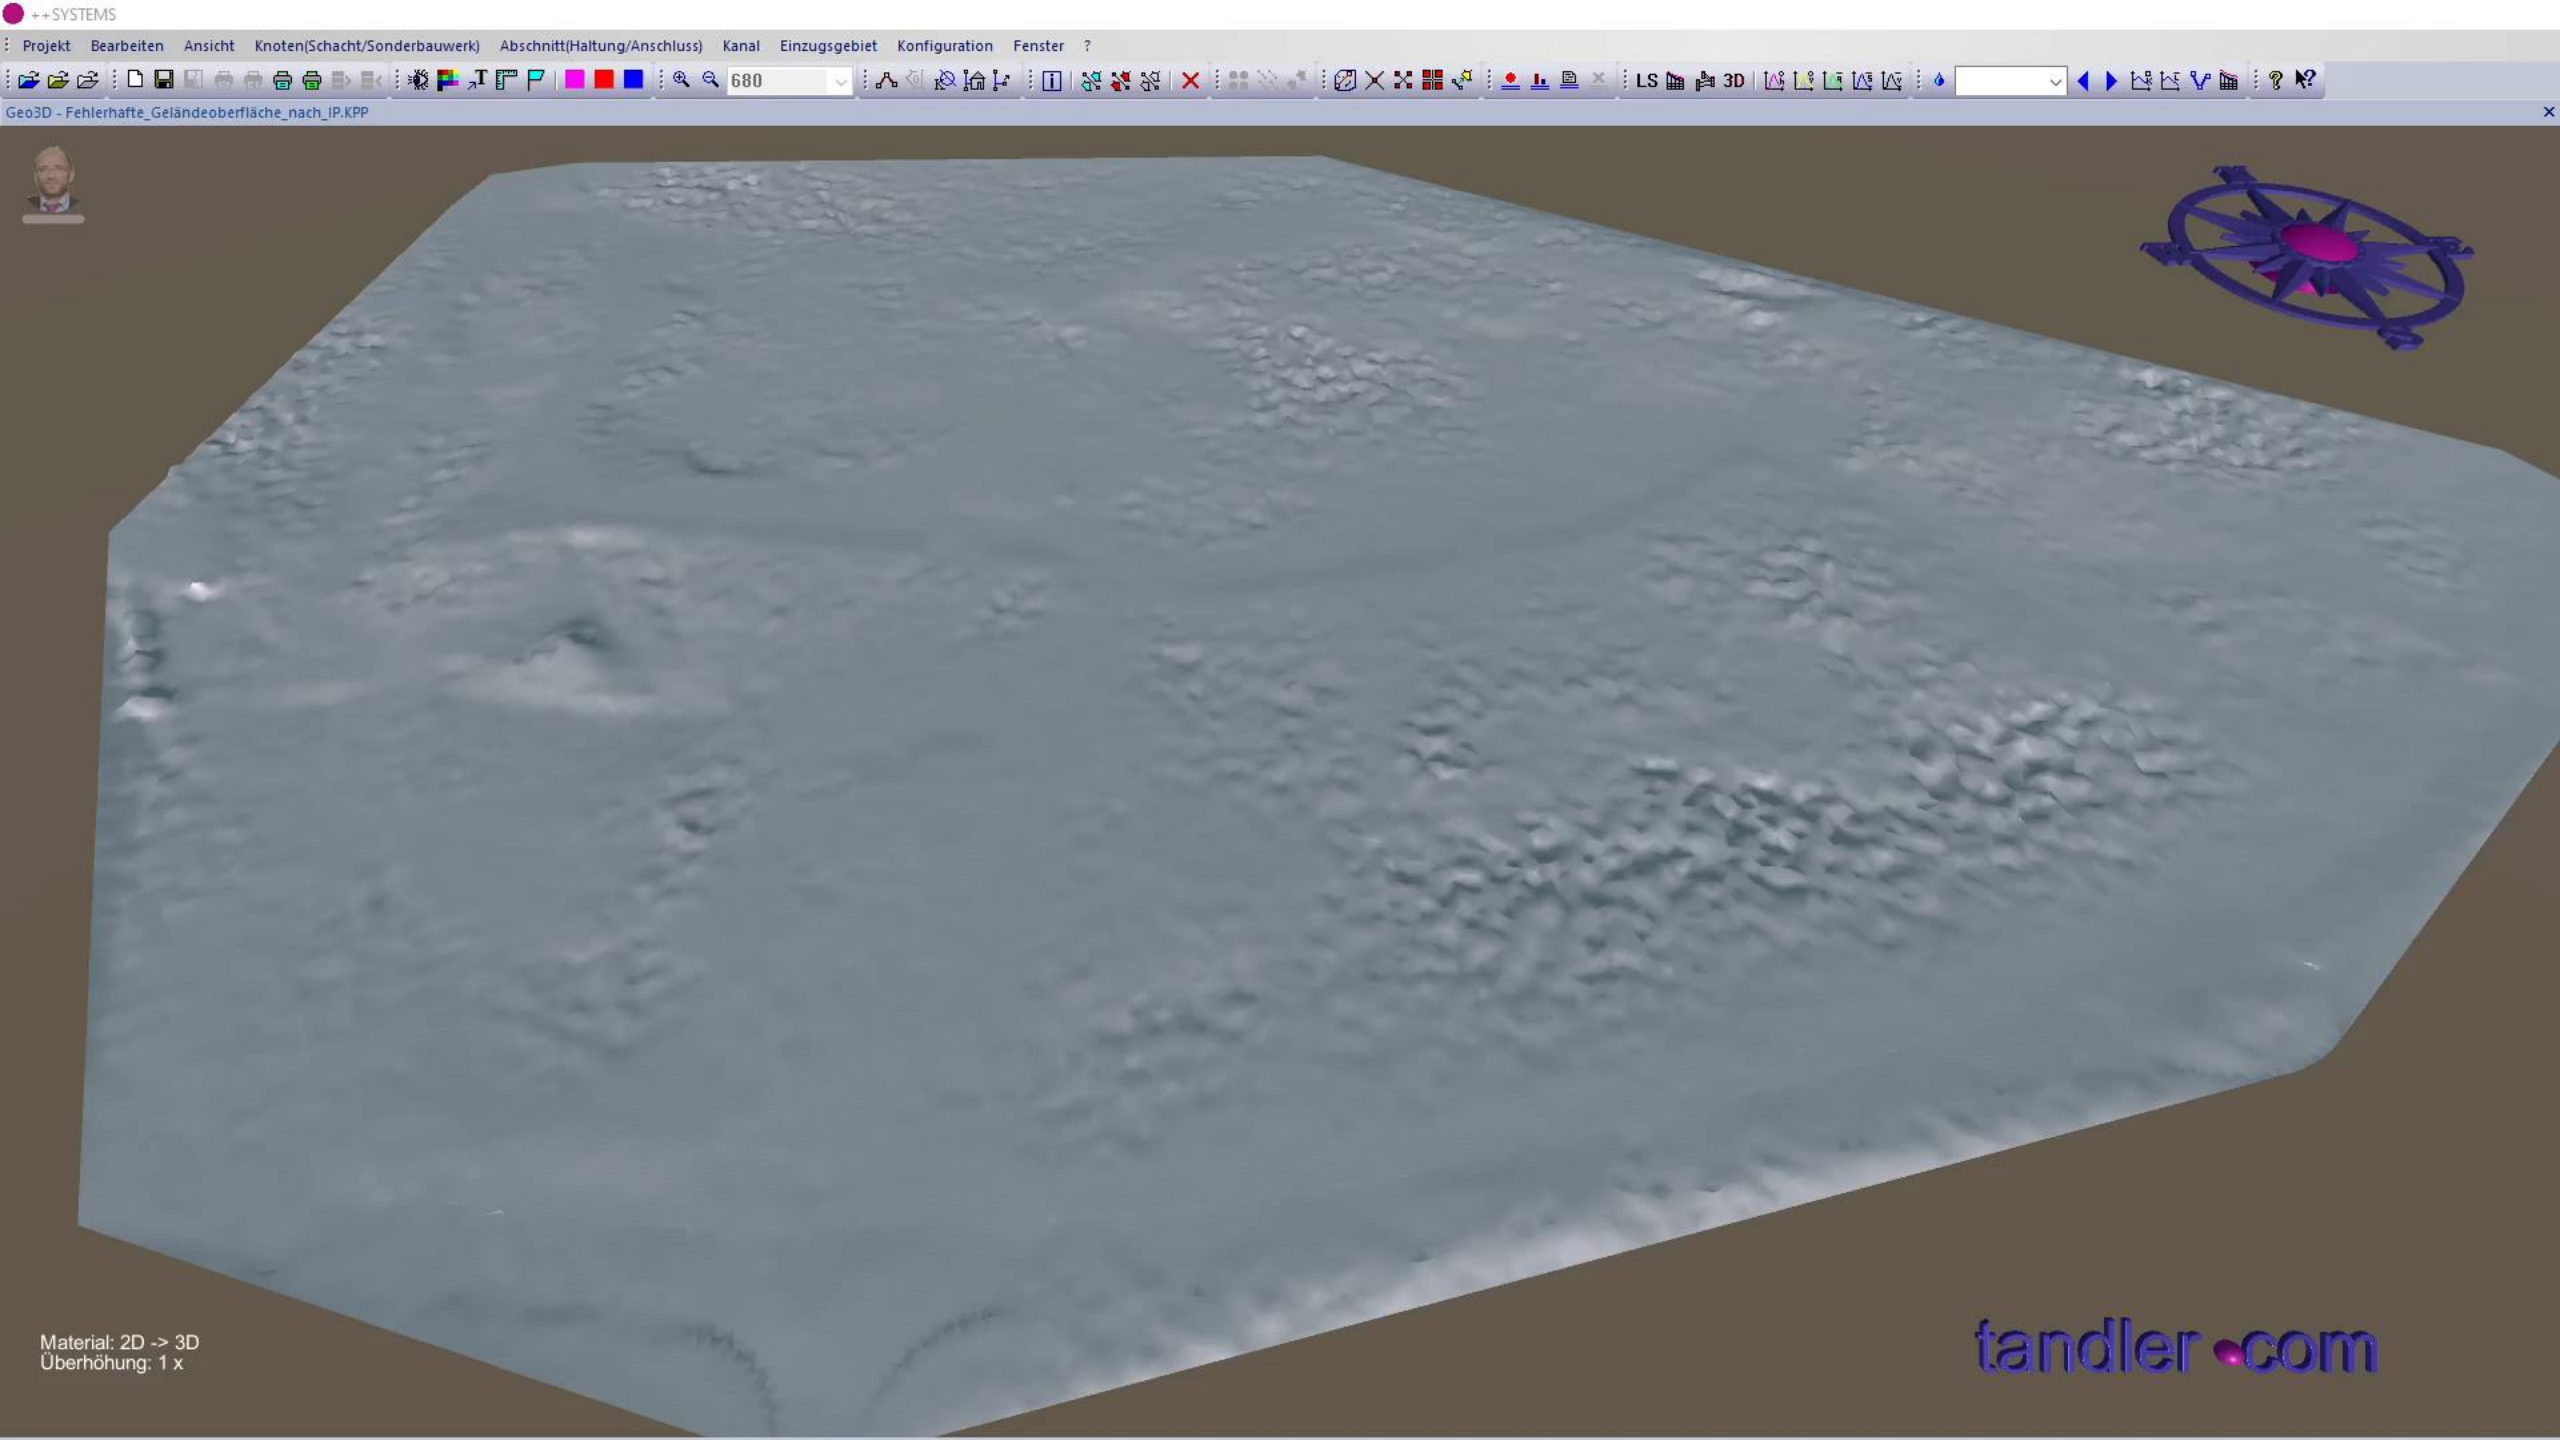 ++SYSTEMS
Projekt Bearbeiten Ansicht Knoten(Schacht/Sonderbauwerk) Abschnitt(Haltung/Anschluss) Kanal Einzugsgebiet Konfiguration Fenster ?
680 LS 3D
Geo3D - Fehlerhafte_Geländeoberfläche_nach_IP.KPP
Material: 2D -> 3D
Überhöhung: 1 x
tandler.com